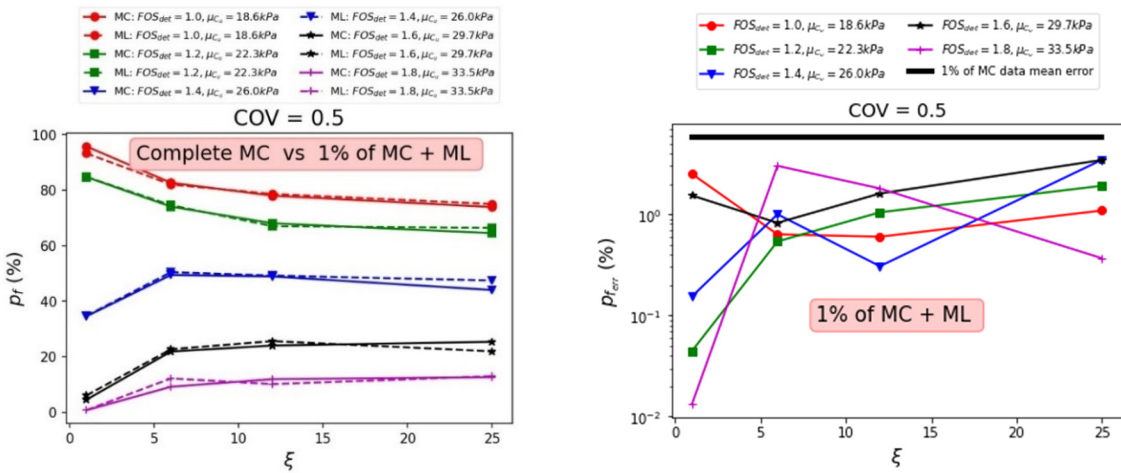 MC: FOS_det = 1.0, μ_Cu = 18.6kPa
ML: FOS_det = 1.0, μ_Cu = 18.6kPa
MC: FOS_det = 1.2, μ_Cu = 22.3kPa
ML: FOS_det = 1.2, μ_Cu = 22.3kPa
MC: FOS_det = 1.4, μ_Cu = 26.0kPa
ML: FOS_det = 1.4, μ_Cu = 26.0kPa
MC: FOS_det = 1.6, μ_Cu = 29.7kPa
ML: FOS_det = 1.6, μ_Cu = 29.7kPa
MC: FOS_det = 1.8, μ_Cu = 33.5kPa
ML: FOS_det = 1.8, μ_Cu = 33.5kPa
COV = 0.5
Complete MC vs 1% of MC + ML
100
80
60
40
20
0
p_f (%)
0 5 10 15 20 25
ξ
FOS_det = 1.0, μ_Cu = 18.6kPa
FOS_det = 1.2, μ_Cu = 22.3kPa
FOS_det = 1.4, μ_Cu = 26.0kPa
FOS_det = 1.6, μ_Cu = 29.7kPa
FOS_det = 1.8, μ_Cu = 33.5kPa
1% of MC data mean error
COV = 0.5
10^0
10^-1
10^-2
p_f_err (%)
1% of MC + ML
0 5 10 15 20 25
ξ